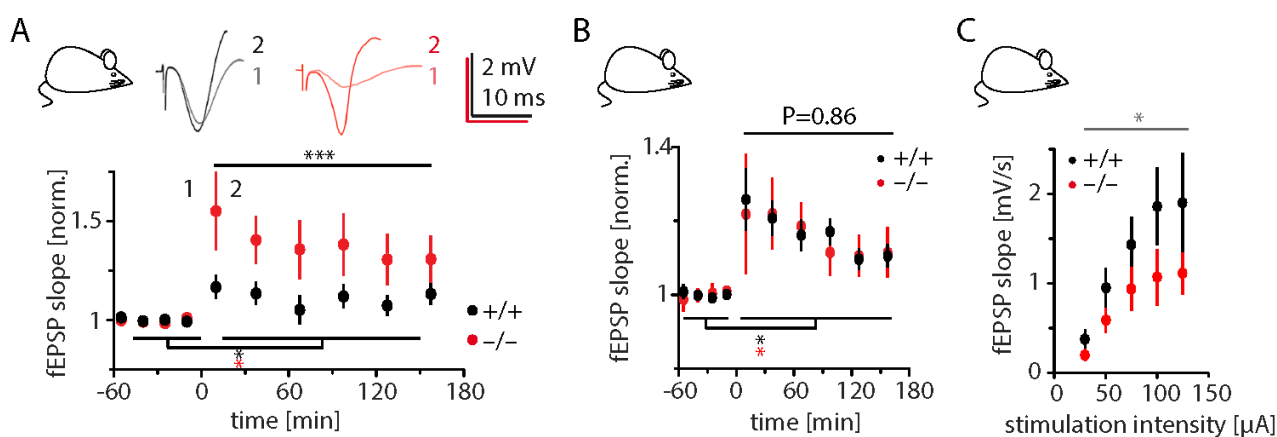 A
2
1
2
1
2 mV
10 ms
***
1 2
1.5
1
fEPSP slope [norm.]
+/+
−/−
*
*
-60 0 60 120 180
time [min]
B
P=0.86
1.4
1
fEPSP slope [norm.]
+/+
−/−
*
*
-60 0 60 120 180
time [min]
C
*
+/+
−/−
2
1
0
fEPSP slope [mV/s]
0 50 100 150
stimulation intensity [µA]